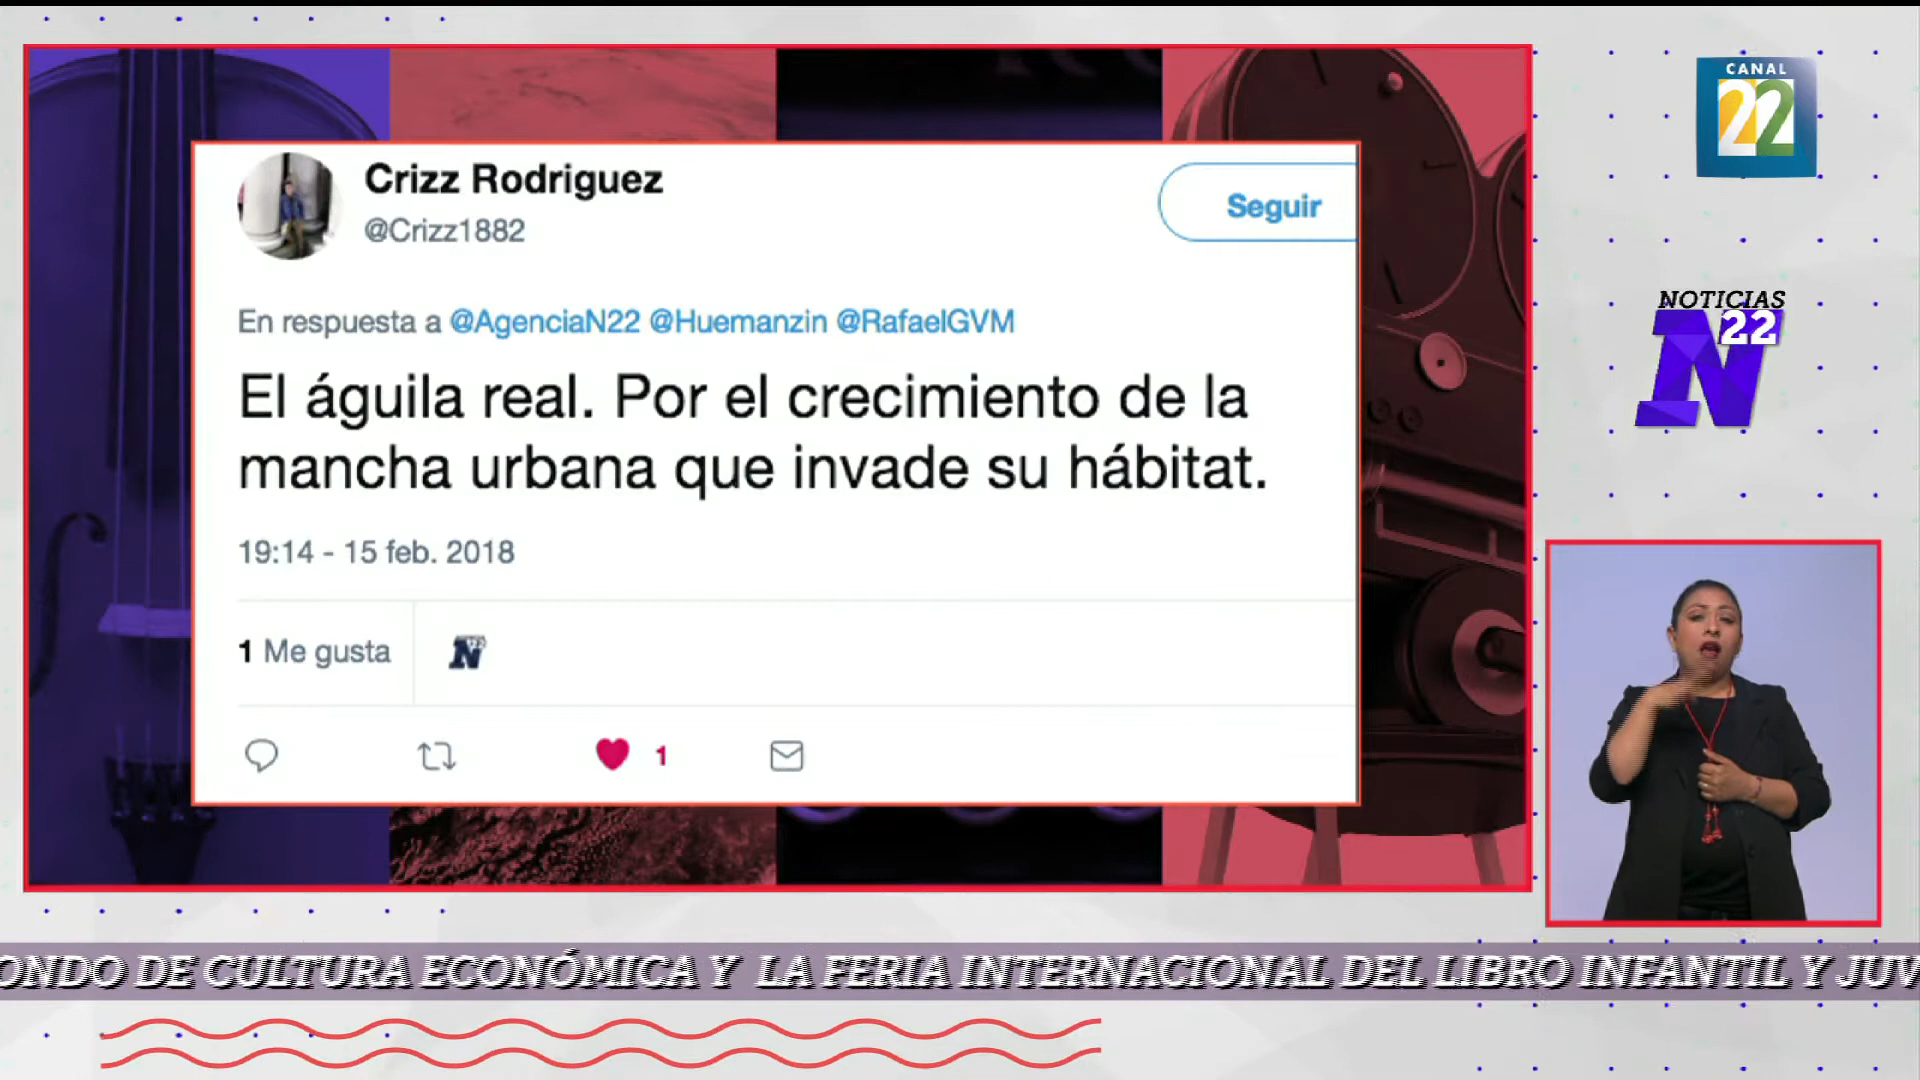 CANAL
22
Crizz Rodriguez
@Crizz1882
Seguir
En respuesta a @AgenciaN22 @Huemanzin @RafaelGVM
El águila real. Por el crecimiento de la
mancha urbana que invade su hábitat.
19:14 - 15 feb. 2018
1 Me gusta
N22
1
NOTICIAS
N22
ONDO DE CULTURA ECONÓMICA Y LA FERIA INTERNACIONAL DEL LIBRO INFANTIL Y JUV